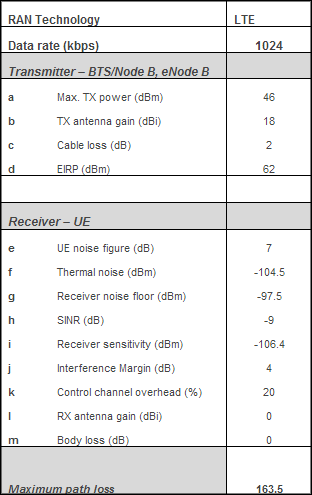 RAN Technology LTE
Data rate (kbps) 1024
Transmitter – BTS/Node B, eNode B
a Max. TX power (dBm) 46
b TX antenna gain (dBi) 18
c Cable loss (dB) 2
d EIRP (dBm) 62
Receiver – UE
e UE noise figure (dB) 7
f Thermal noise (dBm) -104.5
g Receiver noise floor (dBm) -97.5
h SINR (dB) -9
i Receiver sensitivity (dBm) -106.4
j Interference Margin (dB) 4
k Control channel overhead (%) 20
l RX antenna gain (dBi) 0
m Body loss (dB) 0
Maximum path loss 163.5